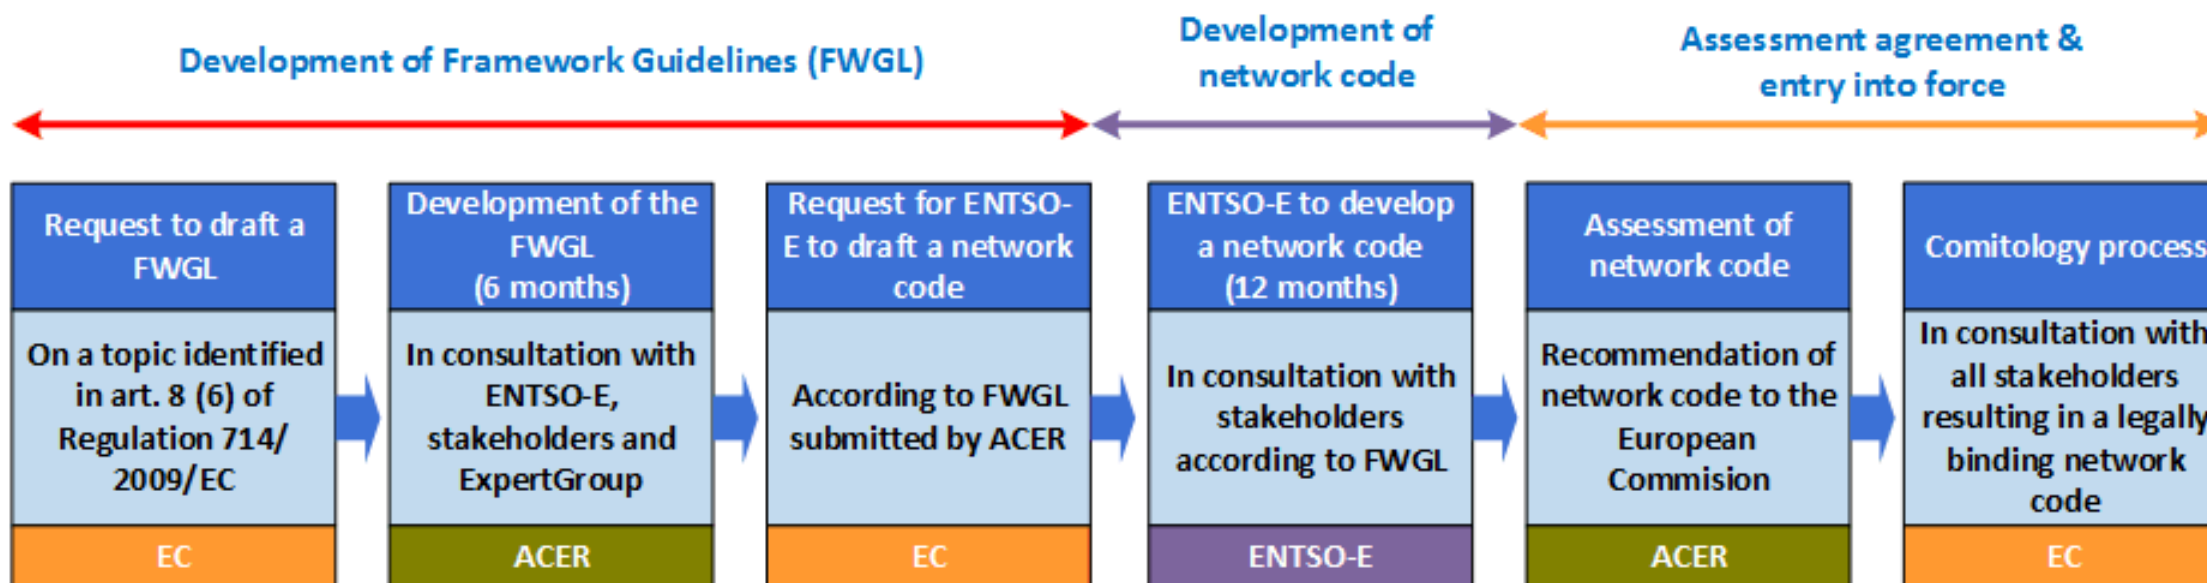 Development of Framework Guidelines (FWGL)
Development of
network code
Assessment agreement &
entry into force
Request to draft a
FWGL
On a topic identified
in art. 8 (6) of
Regulation 714/
2009/EC
EC
Development of the
FWGL
(6 months)
In consultation with
ENTSO-E,
stakeholders and
ExpertGroup
ACER
Request for ENTSO-
E to draft a network
code
According to FWGL
submitted by ACER
EC
ENTSO-E to develop
a network code
(12 months)
In consultation with
stakeholders
according to FWGL
ENTSO-E
Assessment of
network code
Recommendation of
network code to the
European
Commision
ACER
Comitology process
In consultation with
all stakeholders
resulting in a legally
binding network
code
EC